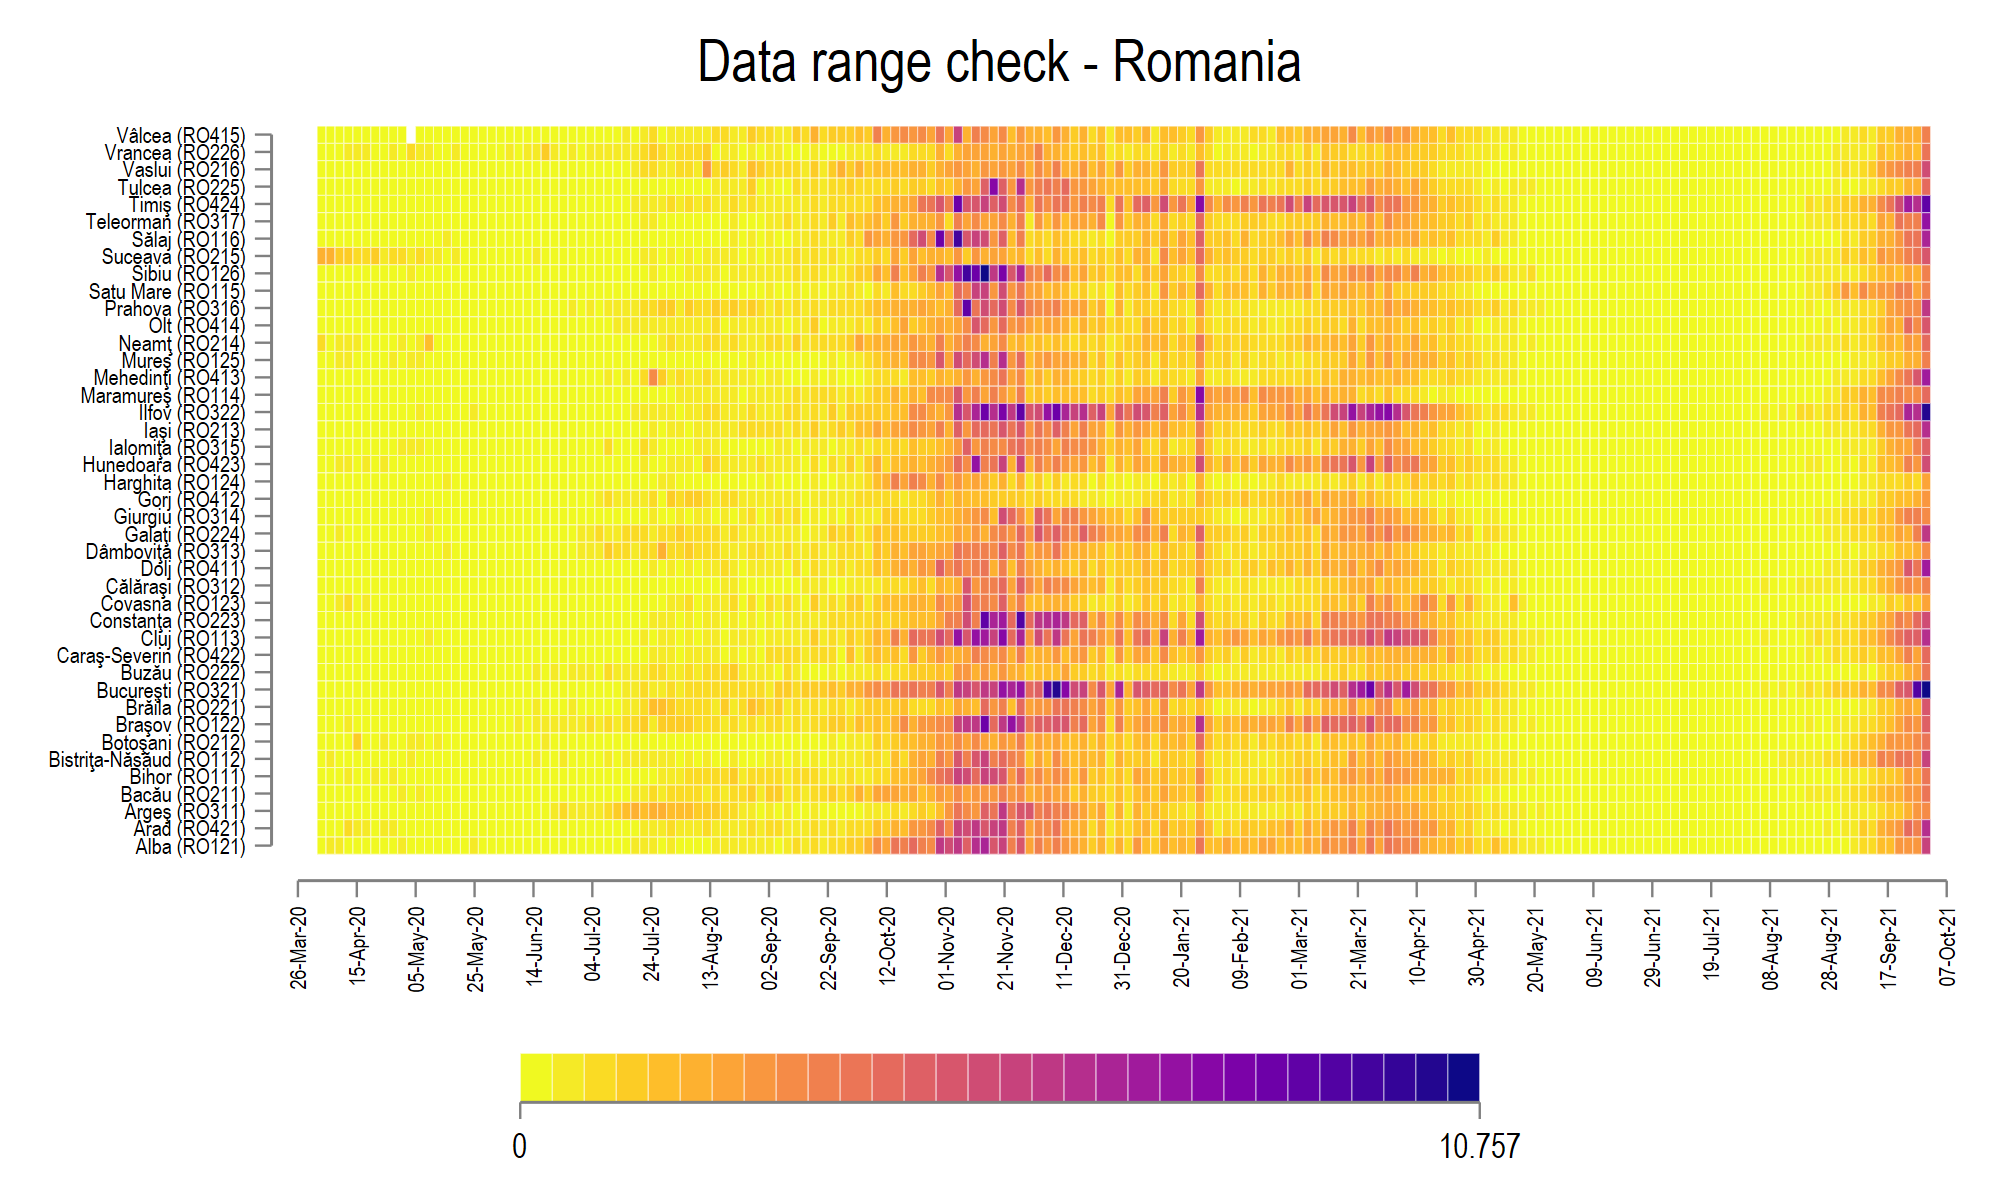 Data range check - Romania
Vâlcea (RO415)
Vrancea (RO226)
Vaslui (RO216)
Tulcea (RO225)
Timiş (RO424)
Teleorman (RO317)
Sălaj (RO116)
Suceava (RO215)
Sibiu (RO126)
Satu Mare (RO115)
Prahova (RO316)
Olt (RO414)
Neamţ (RO214)
Mureş (RO125)
Mehedinţi (RO413)
Maramureş (RO114)
Ilfov (RO322)
Iaşi (RO213)
Ialomiţa (RO315)
Hunedoara (RO423)
Harghita (RO124)
Gorj (RO412)
Giurgiu (RO314)
Galaţi (RO224)
Dâmboviţa (RO313)
Dolj (RO411)
Călăraşi (RO312)
Covasna (RO123)
Constanţa (RO223)
Cluj (RO113)
Caraş-Severin (RO422)
Buzău (RO222)
Bucureşti (RO321)
Brăila (RO221)
Braşov (RO122)
Botoşani (RO212)
Bistriţa-Năsăud (RO112)
Bihor (RO111)
Bacău (RO211)
Argeş (RO311)
Arad (RO421)
Alba (RO121)
26-Mar-20
15-Apr-20
05-May-20
25-May-20
14-Jun-20
04-Jul-20
24-Jul-20
13-Aug-20
02-Sep-20
22-Sep-20
12-Oct-20
01-Nov-20
21-Nov-20
11-Dec-20
31-Dec-20
20-Jan-21
09-Feb-21
01-Mar-21
21-Mar-21
10-Apr-21
30-Apr-21
20-May-21
09-Jun-21
29-Jun-21
19-Jul-21
08-Aug-21
28-Aug-21
17-Sep-21
07-Oct-21
0
10.757